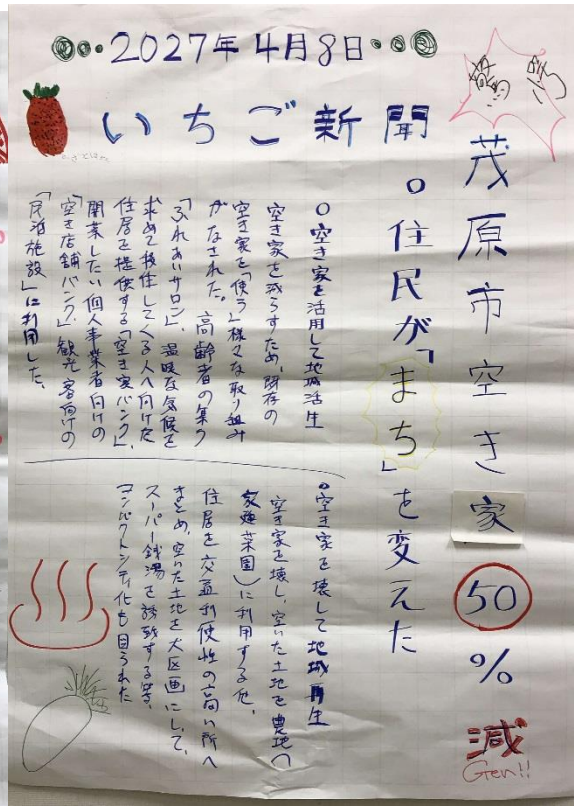 2027年4月8日
いちご新聞
驚愕
茂原市空き家50%減
Gen!!
○住民が「まち」を変えた
○空き家を活用して地域活生
空き家を減らすため、既存の
空き家を「使う」様々な取り組み
がなされた。高齢者の集う
「ふれあいサロン」、温暖な気候を
求めて移住してくる人へ向けた
住居を提供する「空き家バンク」、
開業したい個人事業者向けの
「空き店舗バンク」、観光客向けの
「民泊施設」に利用した。
○空き家を壊して地域再生
空き家を壊し、空いた土地を農地(
家庭菜園)に利用する他、
住居を交通利便性の高い所へ
まとめ、空いた土地を大区画にして、
スーパー銭湯を誘致する等、
コンパクトシティ化も図られた